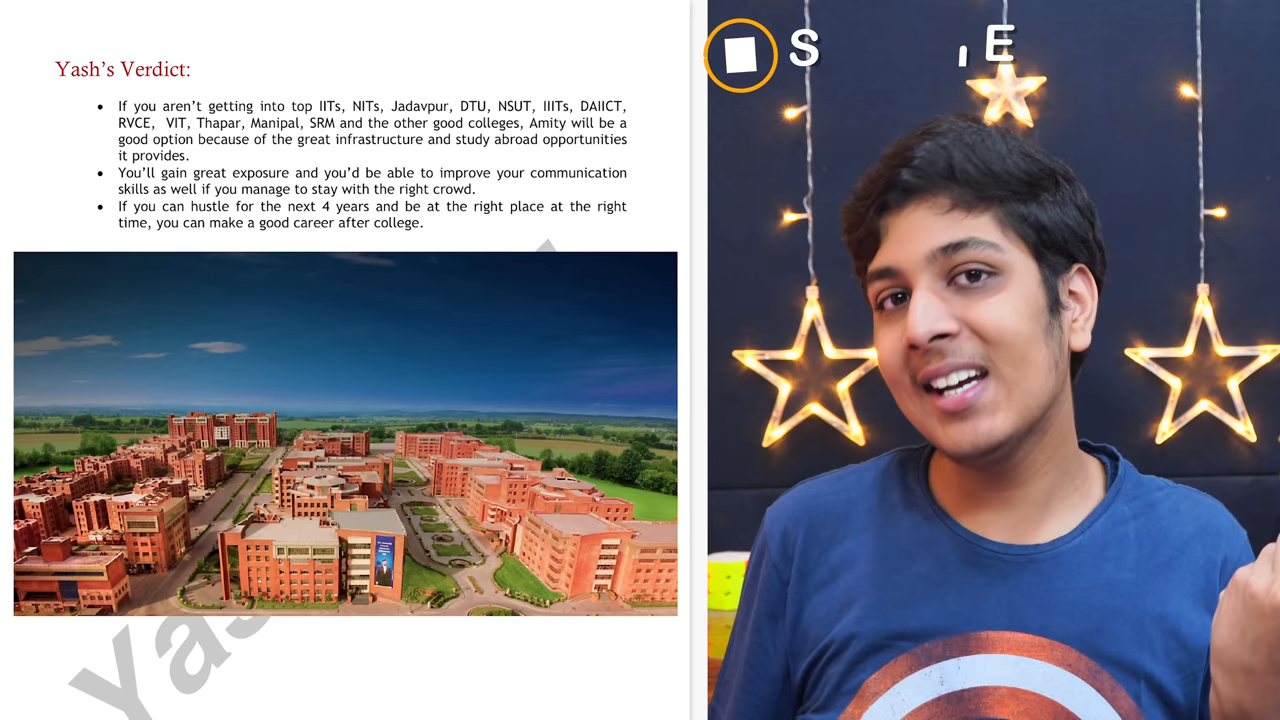 Yash's Verdict:
• If you aren't getting into top IITs, NITs, Jadavpur, DTU, NSUT, IIITs, DAIICT,
RVCE, VIT, Thapar, Manipal, SRM and the other good colleges, Amity will be a
good option because of the great infrastructure and study abroad opportunities
it provides.
• You'll gain great exposure and you'd be able to improve your communication
skills as well if you manage to stay with the right crowd.
• If you can hustle for the next 4 years and be at the right place at the right
time, you can make a good career after college.